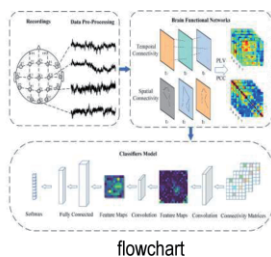 Recordings
Data Pre-Processing
Brain Functional Networks
Temporal
Connectivity
PLV
PCC
Spatial
Connectivity
Classifiers Model
Softmax
Fully Connected
Feature Maps
Convolution
Feature Maps
Convolution
Connectivity Matrices
flowchart